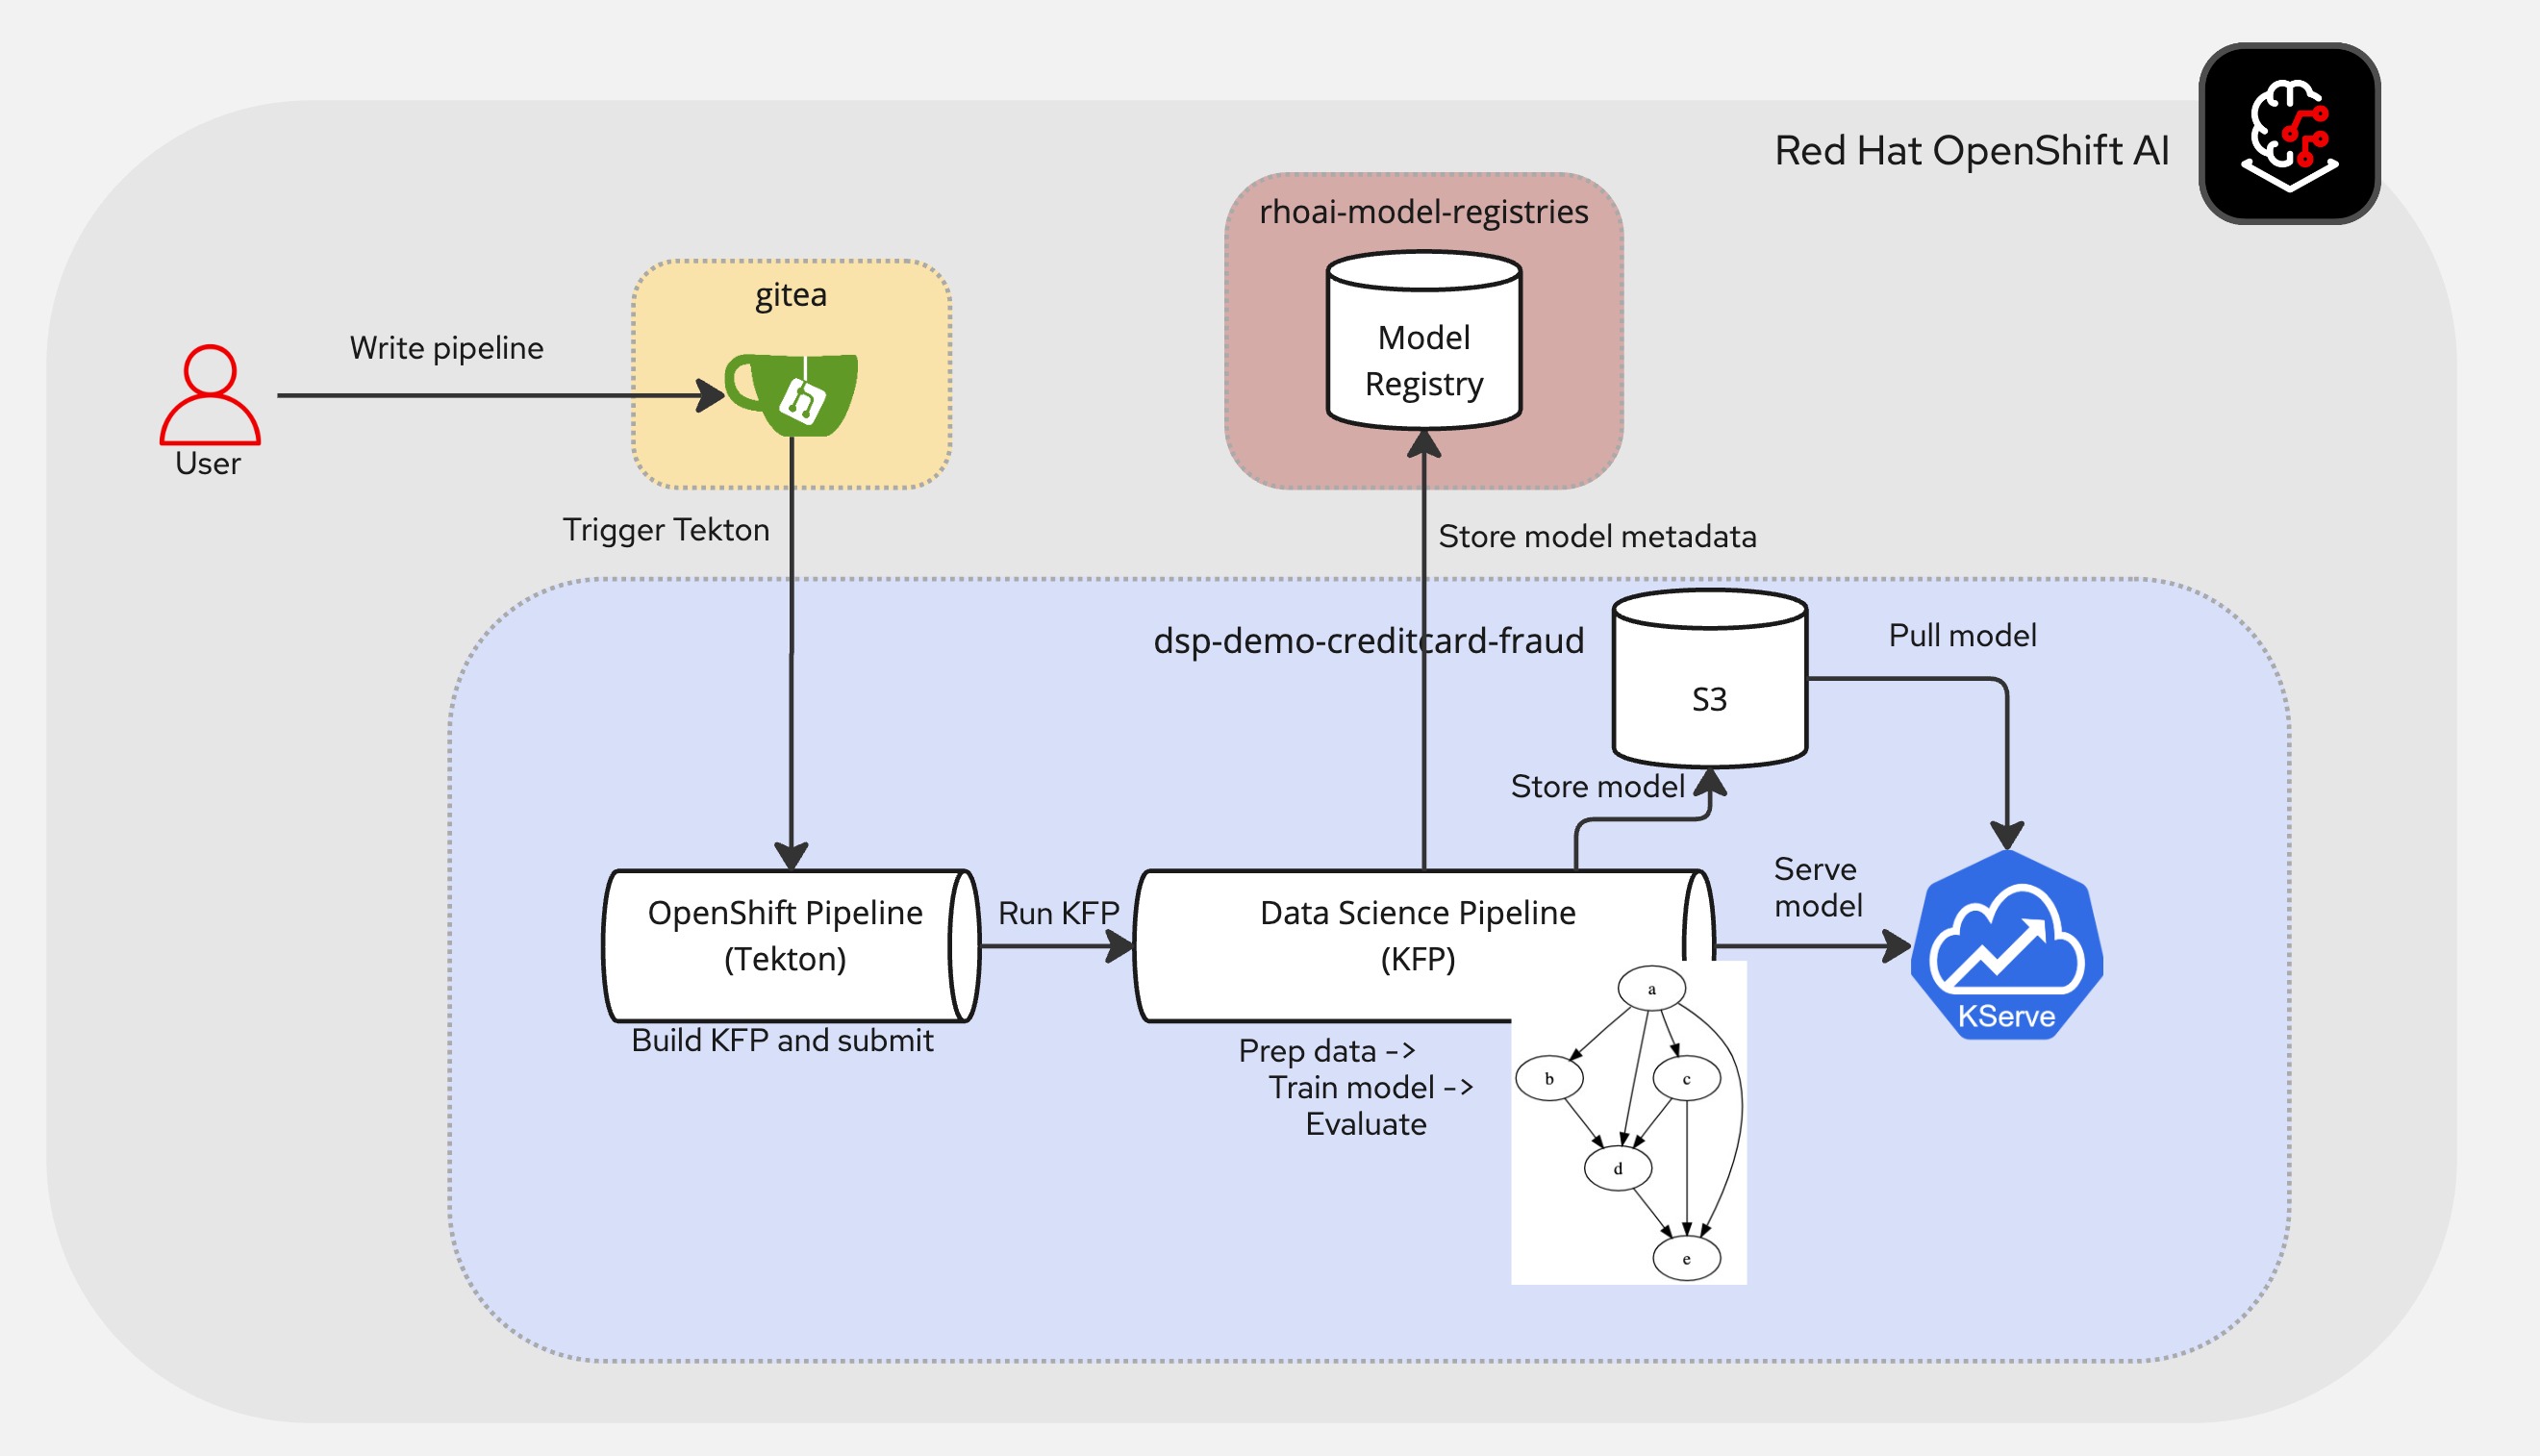 Red Hat OpenShift AI
rhoai-model-registries
gitea
Model
Registry
Write pipeline
User
Trigger Tekton
Store model metadata
dsp-demo-creditcard-fraud
S3
Pull model
Store model
Serve
model
OpenShift Pipeline
(Tekton)
Run KFP
Data Science Pipeline
(KFP)
KServe
Build KFP and submit
Prep data ->
Train model ->
Evaluate
a
b
c
d
e